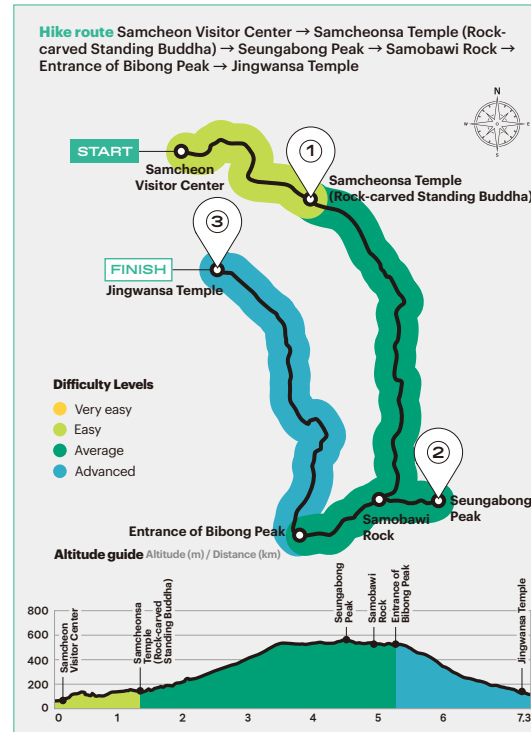 Hike route Samcheon Visitor Center → Samcheonsa Temple (Rock-
carved Standing Buddha) → Seungabong Peak → Samobawi Rock →
Entrance of Bibong Peak → Jingwansa Temple
N
W
E
S
START
Samcheon
Visitor Center
1
Samcheonsa Temple
(Rock-carved Standing Buddha)
3
FINISH
Jingwansa Temple
Difficulty Levels
Very easy
Easy
Average
Advanced
2
Seungabong
Peak
Samobawi
Rock
Entrance of Bibong Peak
Altitude guide Altitude (m) / Distance (km)
Samcheon
Visitor Center
Samcheonsa
Temple
(Rock-carved
Standing Buddha)
Seungabong
Peak
Samobawi
Rock
Entrance of
Bibong Peak
Jingwansa Temple
800
600
400
200
0
0 1 2 3 4 5 6 7.3